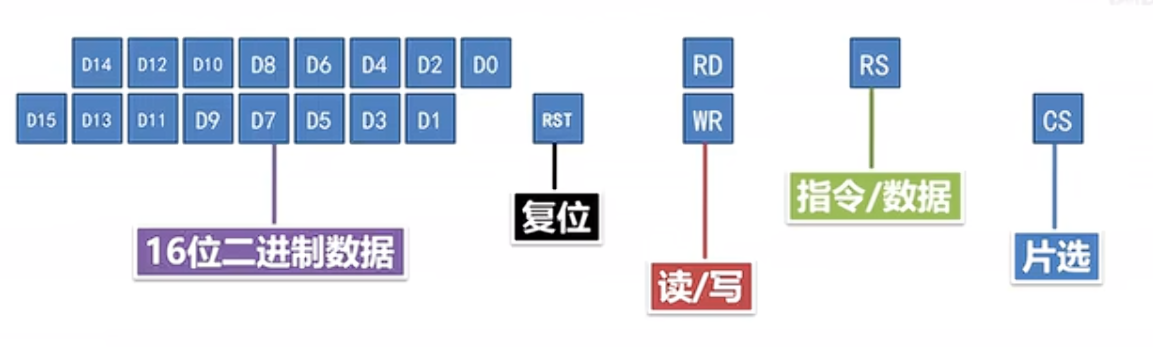 D14 D12 D10 D8 D6 D4 D2 D0 RD RS
D15 D13 D11 D9 D7 D5 D3 D1 RST WR CS
指令/数据
复位
16位二进制数据
片选
读/写